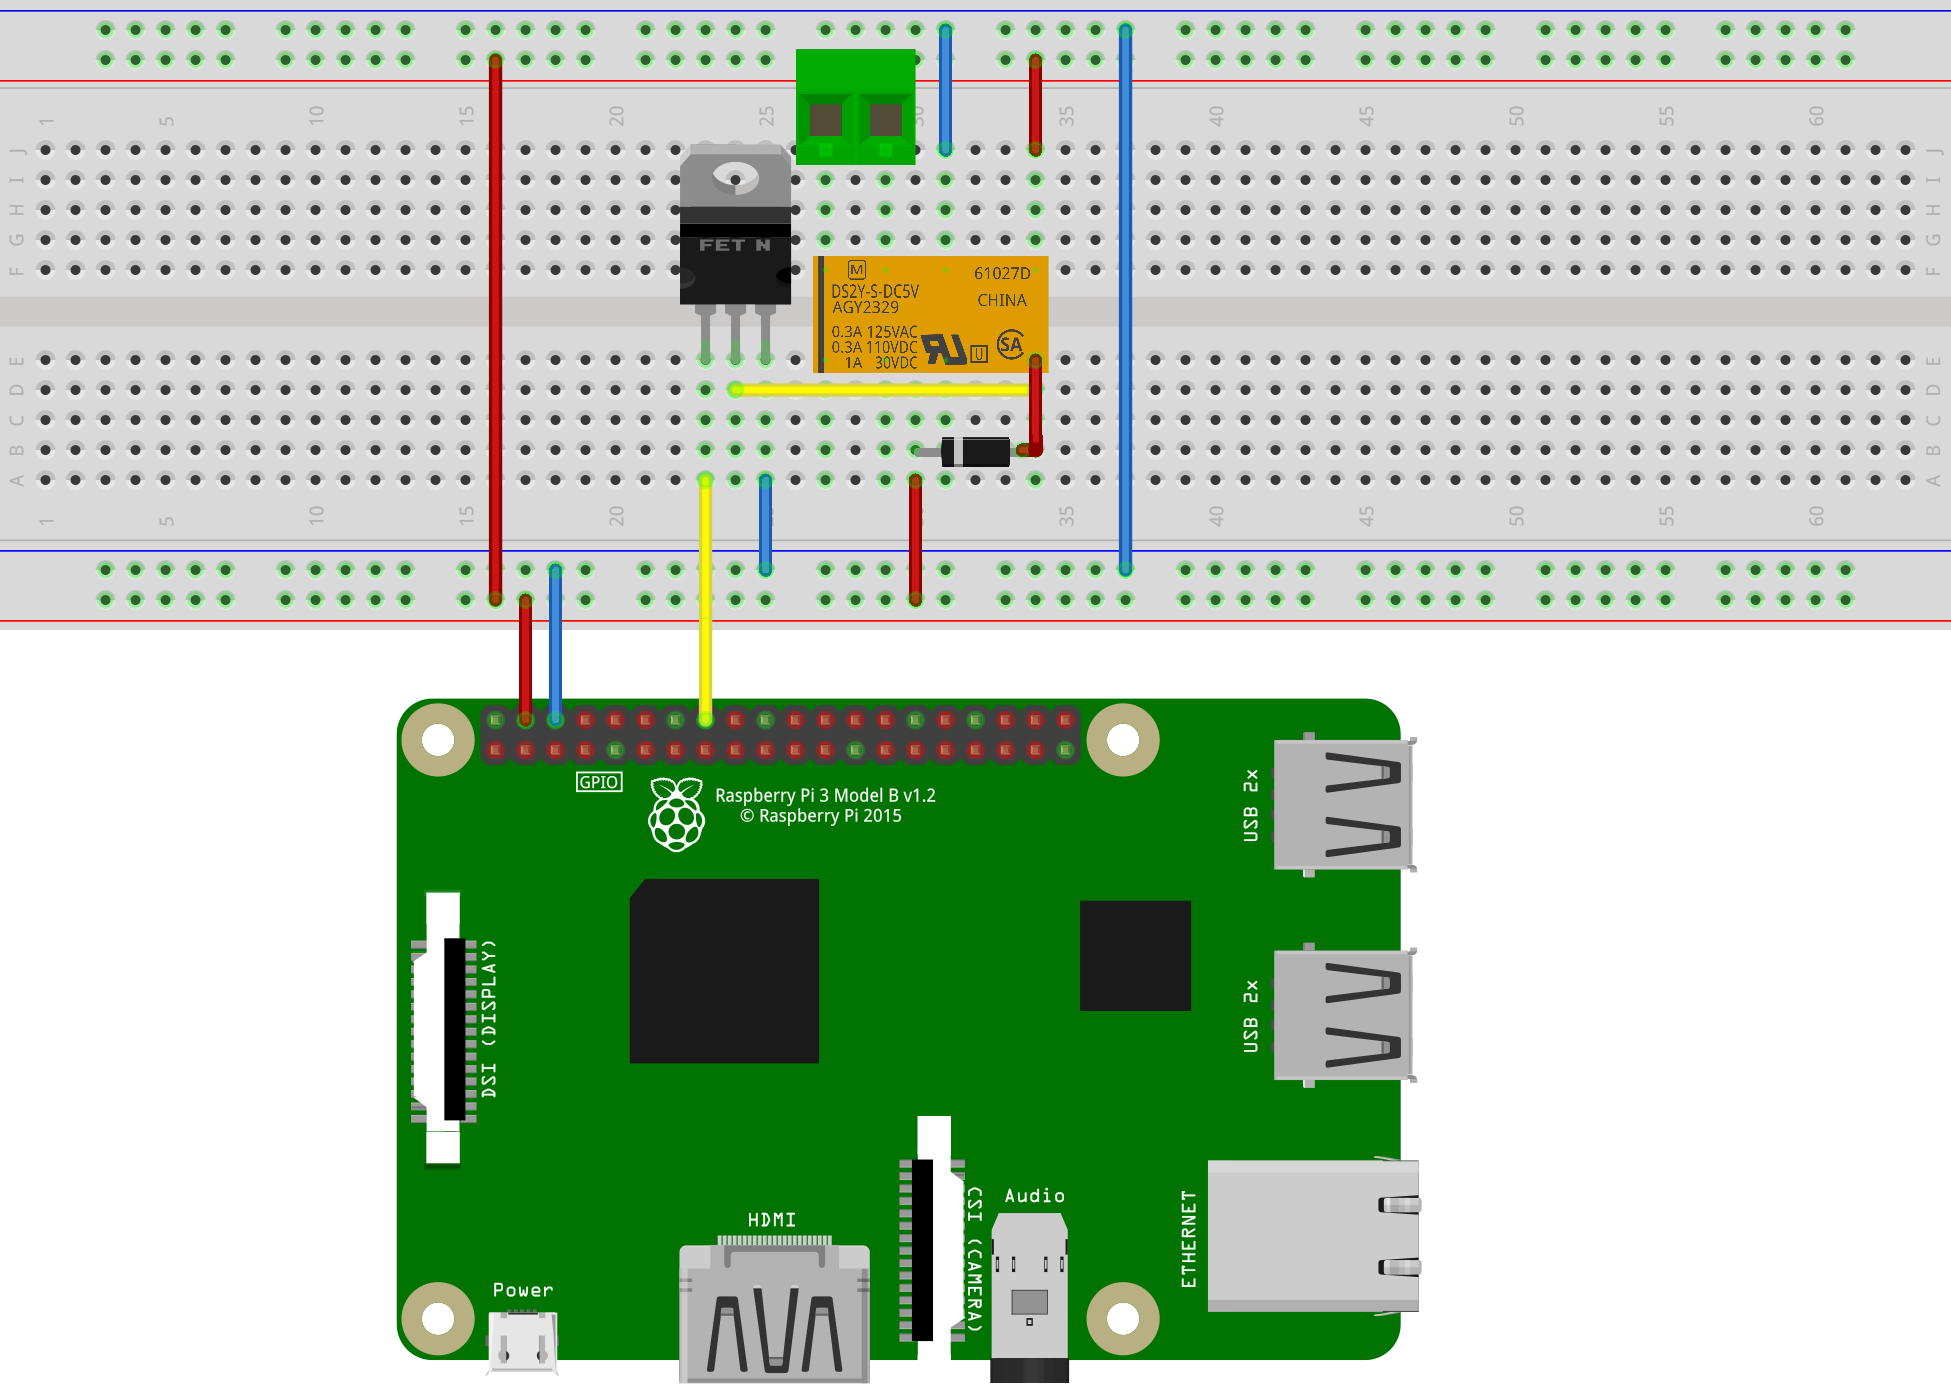 1 5 10 15 20 25 30 35 40 45 50 55 60
J J
I I
H H
G G
F F
FET N
M 61027D
DS2Y-S-DC5V CHINA
AGY2329
0.3A 125VAC
0.3A 110VDC
1A 30VDC
U
SA
E E
D D
C C
B B
A A
1 5 10 15 20 35 40 45 50 55 60
GPIO
Raspberry Pi 3 Model B v1.2
© Raspberry Pi 2015
USB 2x
USB 2x
DSI (DISPLAY)
CSI (CAMERA)
Audio
ETHERNET
HDMI
Power